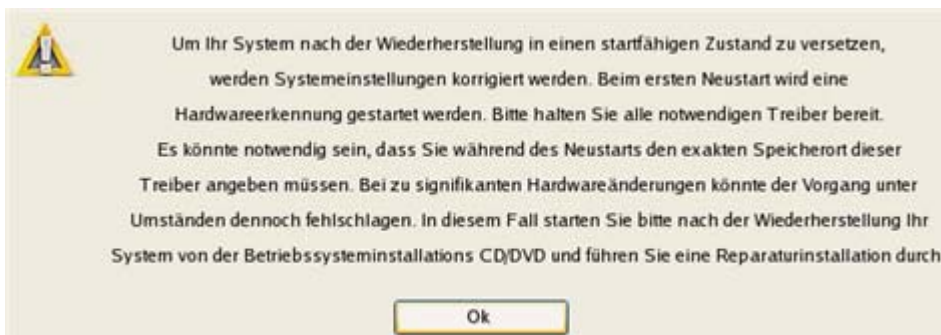 Um Ihr System nach der Wiederherstellung in einen startfähigen Zustand zu versetzen,
werden Systemeinstellungen korrigiert werden. Beim ersten Neustart wird eine
Hardwareerkennung gestartet werden. Bitte halten Sie alle notwendigen Treiber bereit.
Es könnte notwendig sein, dass Sie während des Neustarts den exakten Speicherort dieser
Treiber angeben müssen. Bei zu signifikanten Hardwareänderungen könnte der Vorgang unter
Umständen dennoch fehlschlagen. In diesem Fall starten Sie bitte nach der Wiederherstellung Ihr
System von der Betriebssysteminstallations CD/DVD und führen Sie eine Reparaturinstallation durch
Ok